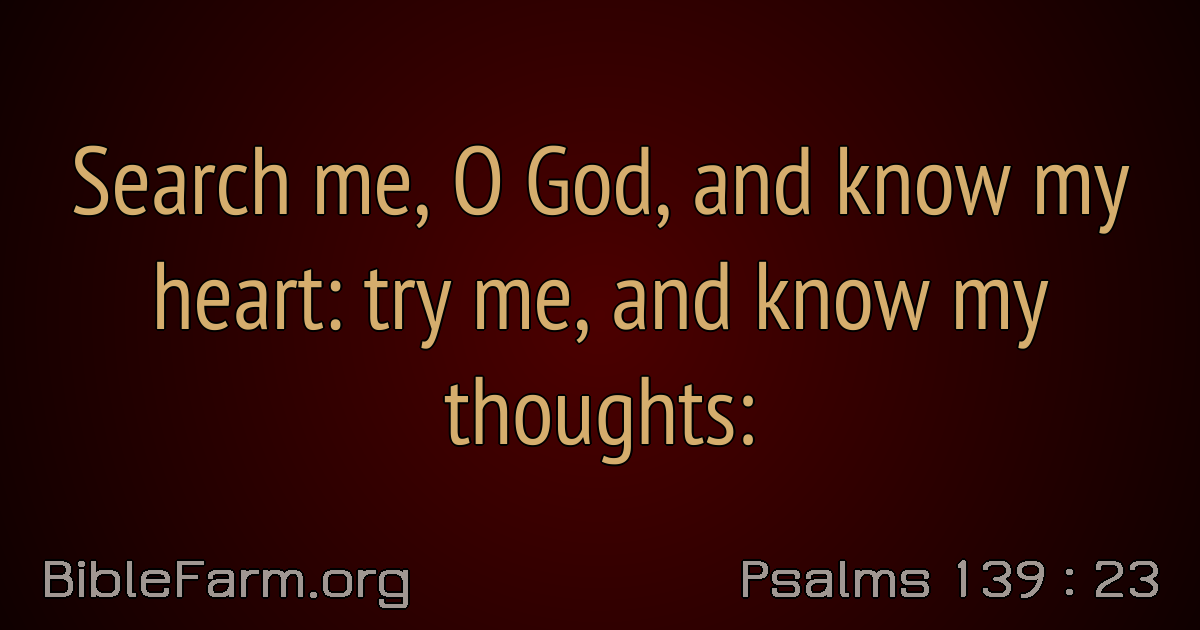 Search me, O God, and know my
heart: try me, and know my
thoughts:
BibleFarm.org
Psalms 139 : 23